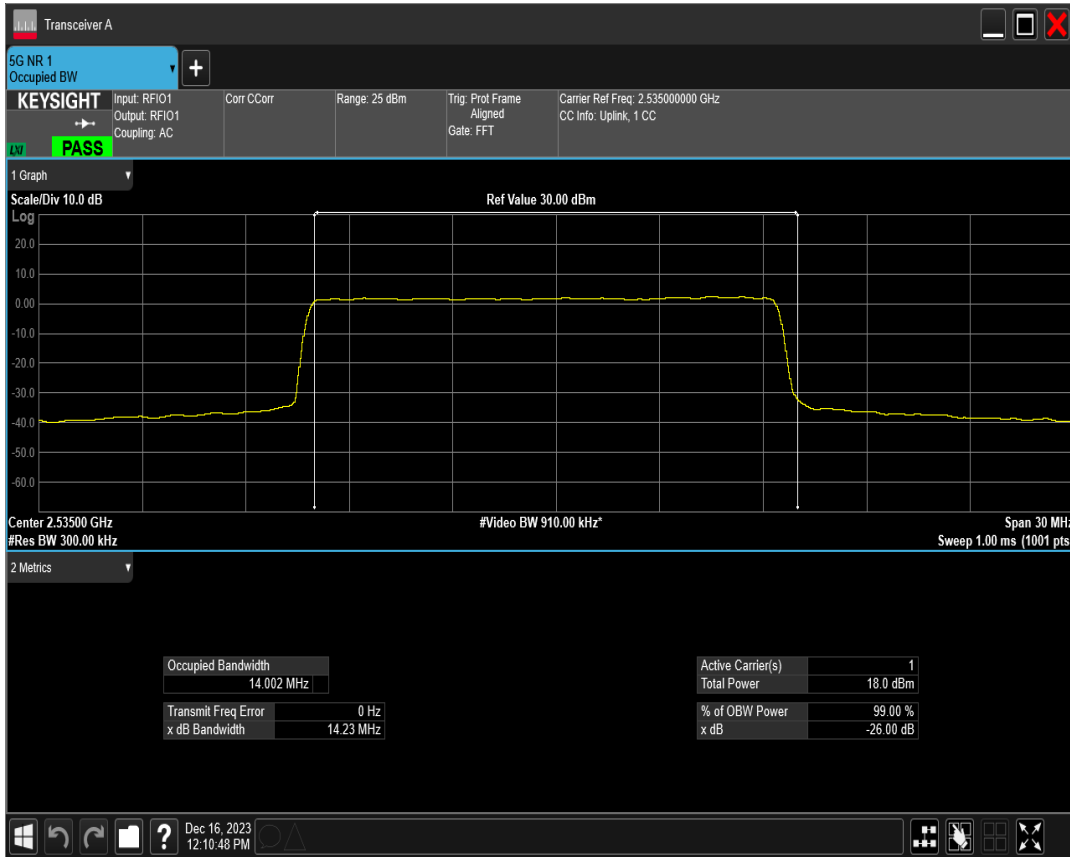 Transceiver A
5G NR 1
Occupied BW
KEYSIGHT
LXI
PASS
Input: RFIO1
Output: RFIO1
Coupling: AC
Corr CCorr
Range: 25 dBm
Trig: Prot Frame
Aligned
Gate: FFT
Carrier Ref Freq: 2.535000000 GHz
CC Info: Uplink, 1 CC
1 Graph
Scale/Div 10.0 dB
Ref Value 30.00 dBm
Log
20.0
10.0
0.00
-10.0
-20.0
-30.0
-40.0
-50.0
-60.0
Center 2.53500 GHz
#Video BW 910.00 kHz*
Span 30 MHz
#Res BW 300.00 kHz
Sweep 1.00 ms (1001 pts
2 Metrics
Occupied Bandwidth
14.002 MHz
Transmit Freq Error 0 Hz
x dB Bandwidth 14.23 MHz
Active Carrier(s) 1
Total Power 18.0 dBm
% of OBW Power 99.00 %
x dB -26.00 dB
?
Dec 16, 2023
12:10:48 PM